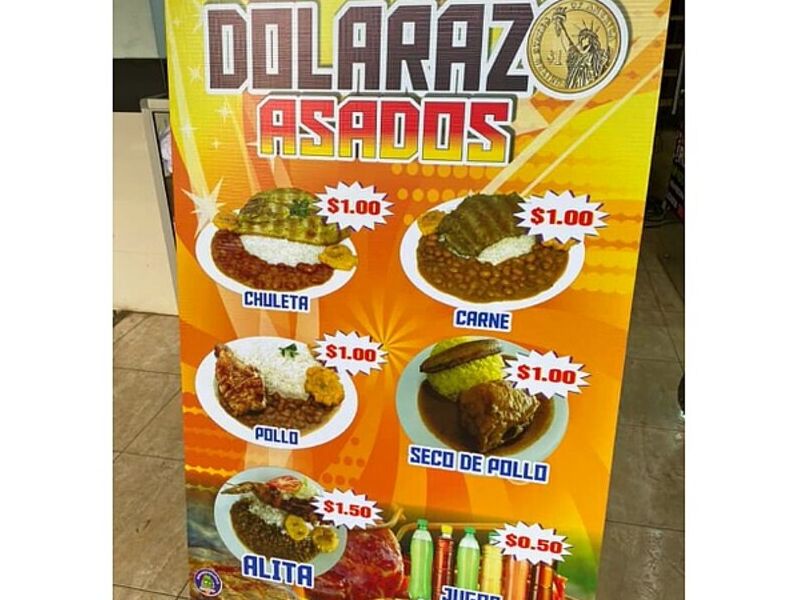 DOLARAZO
ASADOS
$1.00
$1.00
CHULETA
CARNE
$1.00
$1.00
POLLO
SECO DE POLLO
$1.50
$0.50
ALITA